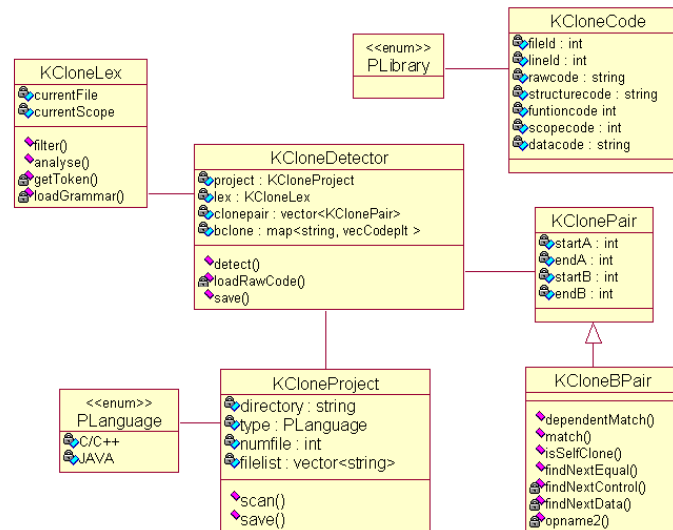 KCloneCode
fileId : int
lineId : int
rawcode : string
structurecode : string
funtioncode int
scopecode : int
datacode : string
<<enum>>
PLibrary
KCloneLex
currentFile
currentScope
filter()
analyse()
getToken()
loadGrammar()
KCloneDetector
project : KCloneProject
lex : KCloneLex
clonepair : vector<KClonePair>
bclone : map<string, vecCodeplt >
detect()
loadRawCode()
save()
KClonePair
startA : int
endA : int
startB : int
endB : int
<<enum>>
PLanguage
C/C++
JAVA
KCloneProject
directory : string
type : PLanguage
numfile : int
filelist : vector<string>
scan()
save()
KCloneBPair
dependentMatch()
match()
isSelfClone()
findNextEqual()
findNextControl()
findNextData()
opname2()